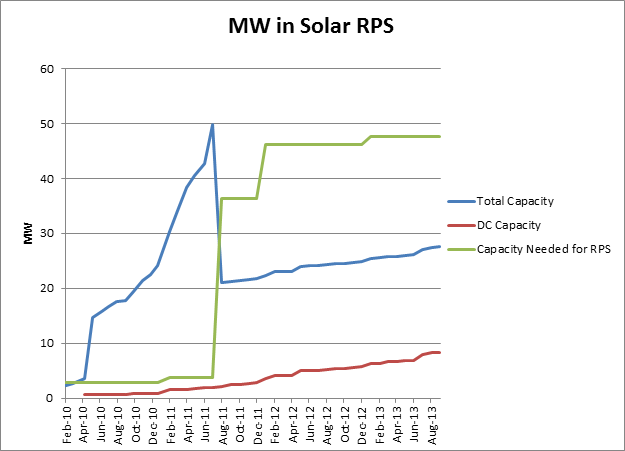 MW in Solar RPS
60
50
40
30
20
10
0
MW
Feb-10
Apr-10
Jun-10
Aug-10
Oct-10
Dec-10
Feb-11
Apr-11
Jun-11
Aug-11
Oct-11
Dec-11
Feb-12
Apr-12
Jun-12
Aug-12
Oct-12
Dec-12
Feb-13
Apr-13
Jun-13
Aug-13
Total Capacity
DC Capacity
Capacity Needed for RPS